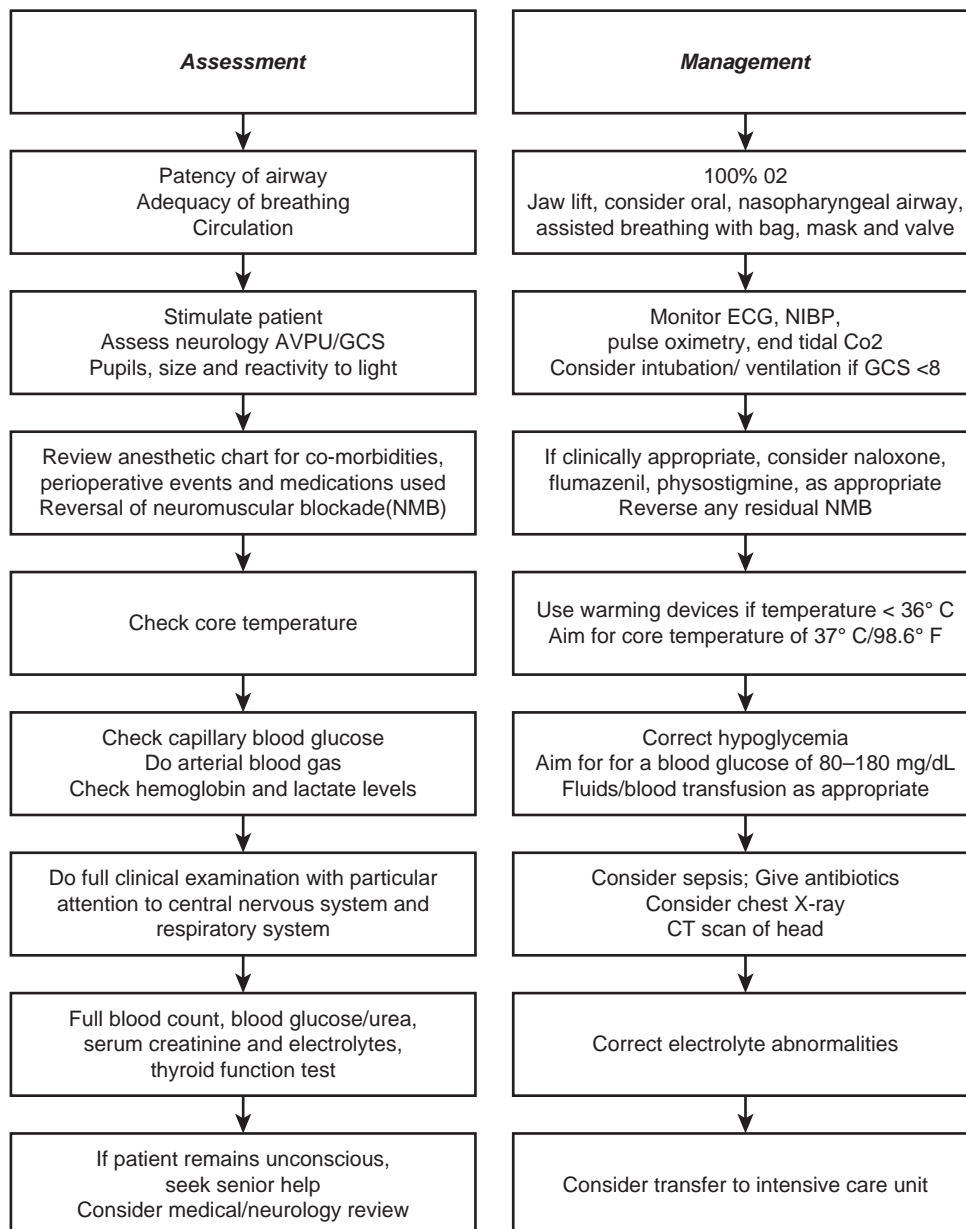 Assessment
Patency of airway
Adequacy of breathing
Circulation
Stimulate patient
Assess neurology AVPU/GCS
Pupils, size and reactivity to light
Review anesthetic chart for co-morbidities,
perioperative events and medications used
Reversal of neuromuscular blockade(NMB)
Check core temperature
Check capillary blood glucose
Do arterial blood gas
Check hemoglobin and lactate levels
Do full clinical examination with particular
attention to central nervous system and
respiratory system
Full blood count, blood glucose/urea,
serum creatinine and electrolytes,
thyroid function test
If patient remains unconscious,
seek senior help
Consider medical/neurology review
Management
100% 02
Jaw lift, consider oral, nasopharyngeal airway,
assisted breathing with bag, mask and valve
Monitor ECG, NIBP,
pulse oximetry, end tidal Co2
Consider intubation/ ventilation if GCS <8
If clinically appropriate, consider naloxone,
flumazenil, physostigmine, as appropriate
Reverse any residual NMB
Use warming devices if temperature < 36° C
Aim for core temperature of 37° C/98.6° F
Correct hypoglycemia
Aim for for a blood glucose of 80–180 mg/dL
Fluids/blood transfusion as appropriate
Consider sepsis; Give antibiotics
Consider chest X-ray
CT scan of head
Correct electrolyte abnormalities
Consider transfer to intensive care unit